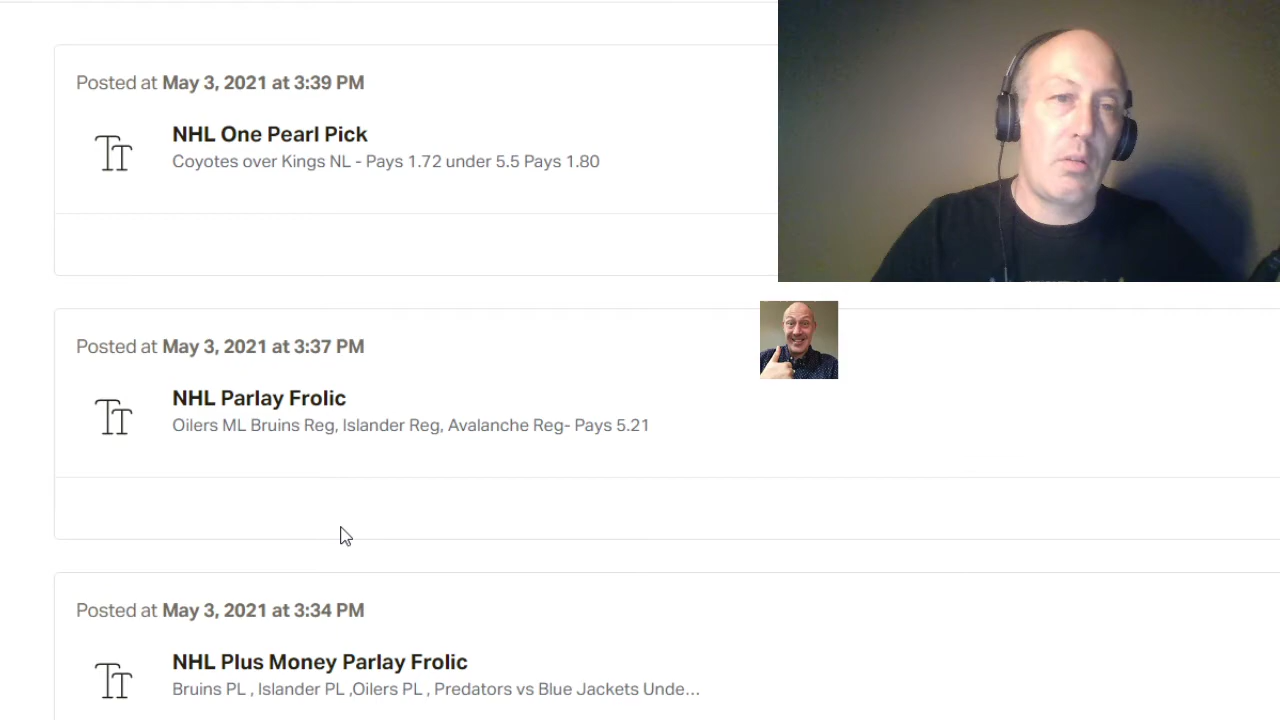 Posted at May 3, 2021 at 3:39 PM
TT
NHL One Pearl Pick
Coyotes over Kings NL - Pays 1.72 under 5.5 Pays 1.80
Posted at May 3, 2021 at 3:37 PM
TT
NHL Parlay Frolic
Oilers ML Bruins Reg, Islander Reg, Avalanche Reg- Pays 5.21
Posted at May 3, 2021 at 3:34 PM
TT
NHL Plus Money Parlay Frolic
Bruins PL , Islander PL ,Oilers PL , Predators vs Blue Jackets Unde...